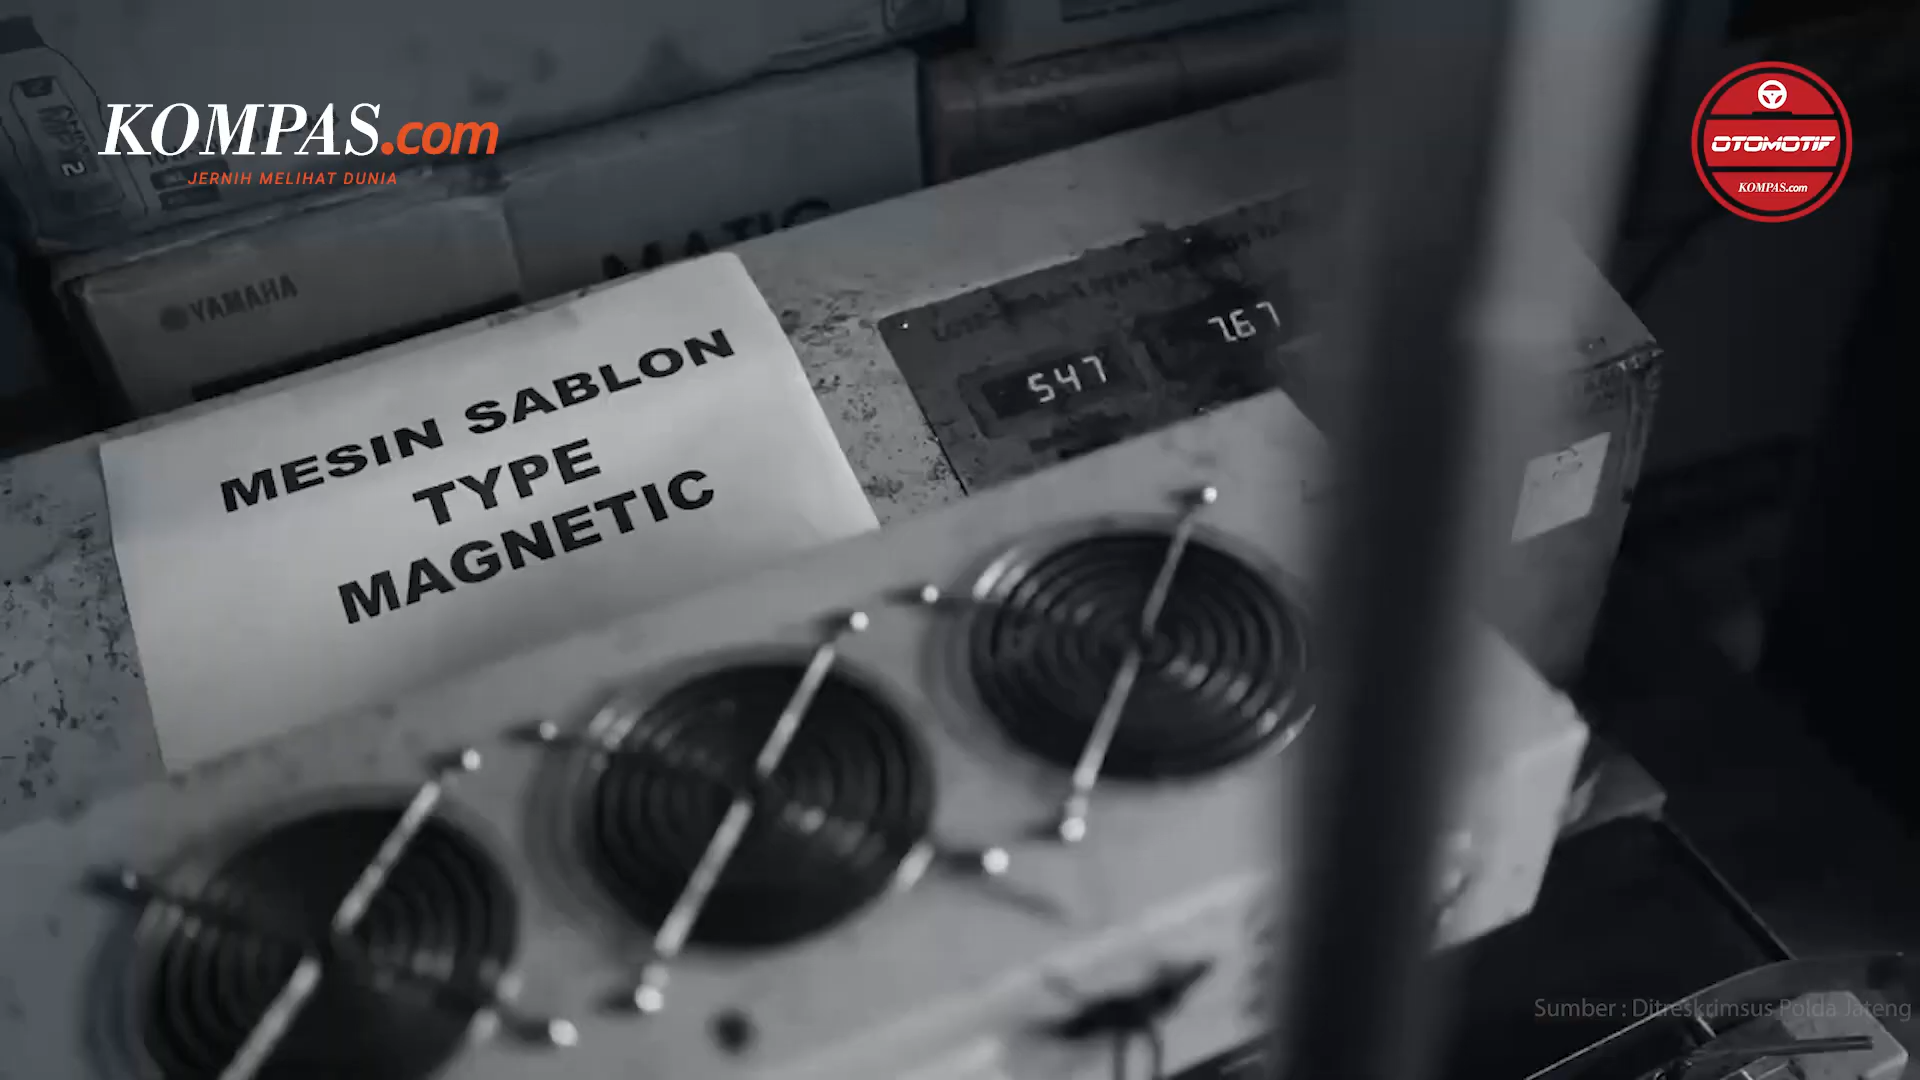 KOMPAS.com
JERNIH MELIHAT DUNIA
OTOMOTIF
KOMPAS.com
YAMAHA
MATIC
MESIN SABLON
TYPE
MAGNETIC
547
767
Sumber : Ditreskrimsus Polda Jateng